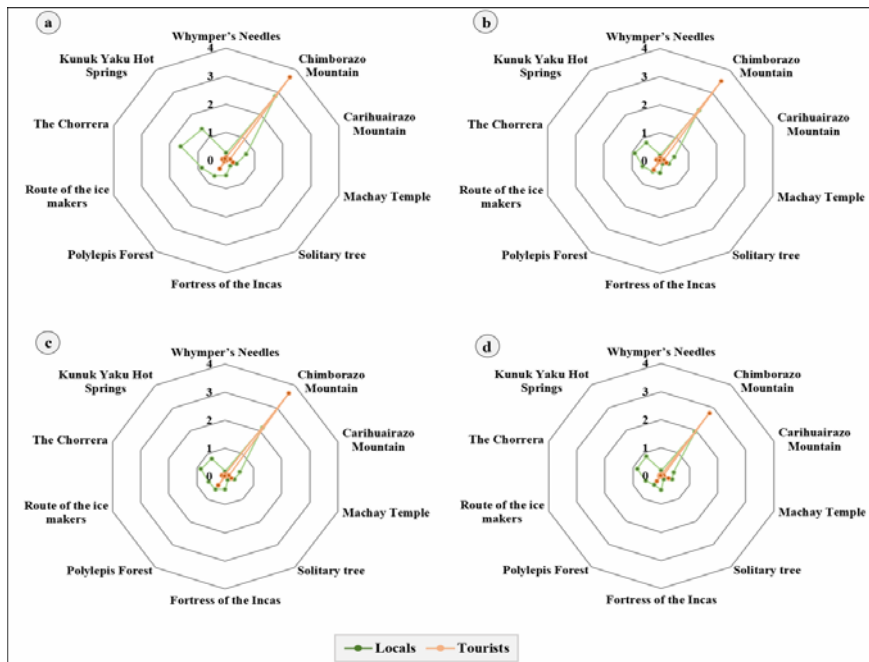 a
Whymper's Needles
Kunuk Yaku Hot
Springs
4
Chimborazo
Mountain
3
2
The Chorrera
Carihuairazo
Mountain
1
0
Route of the ice
makers
Machay Temple
Polylepis Forest
Solitary tree
Fortress of the Incas
b
Whymper's Needles
Kunuk Yaku Hot
Springs
4
Chimborazo
Mountain
3
2
The Chorrera
Carihuairazo
Mountain
1
0
Route of the ice
makers
Machay Temple
Polylepis Forest
Solitary tree
Fortress of the Incas
c
Whymper's Needles
Kunuk Yaku Hot
Springs
4
Chimborazo
Mountain
3
2
The Chorrera
Carihuairazo
Mountain
1
0
Route of the ice
makers
Machay Temple
Polylepis Forest
Solitary tree
Fortress of the Incas
d
Whymper's Needles
Kunuk Yaku Hot
Springs
4
Chimborazo
Mountain
3
2
The Chorrera
Carihuairazo
Mountain
1
0
Route of the ice
makers
Machay Temple
Polylepis Forest
Solitary tree
Fortress of the Incas
Locals
Tourists